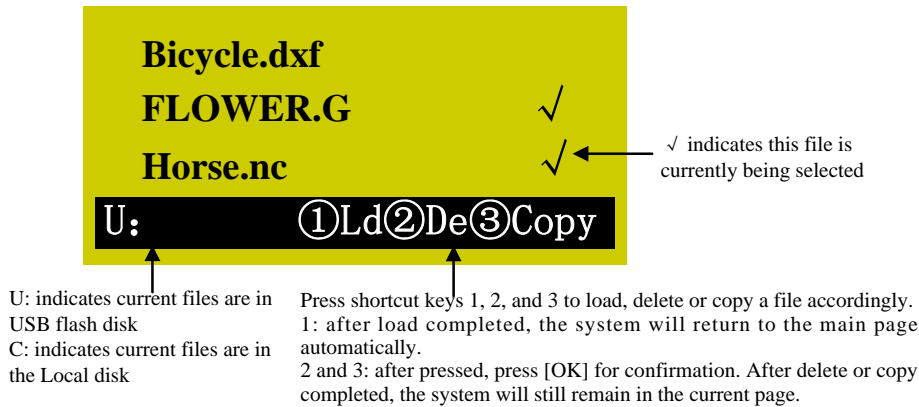 Bicycle.dxf
FLOWER.G √
Horse.nc √
√ indicates this file is
currently being selected
U: ①Ld②De③Copy
U: indicates current files are in
USB flash disk
C: indicates current files are in
the Local disk
Press shortcut keys 1, 2, and 3 to load, delete or copy a file accordingly.
1: after load completed, the system will return to the main page
automatically.
2 and 3: after pressed, press [OK] for confirmation. After delete or copy
completed, the system will still remain in the current page.